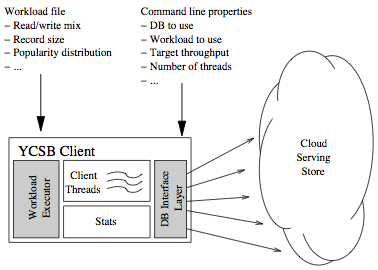 Workload file
– Read/write mix
– Record size
– Popularity distribution
– ...
Command line properties
– DB to use
– Workload to use
– Target throughput
– Number of threads
– ...
YCSB Client
Workload
Executor
Client
Threads
Stats
DB Interface
Layer
Cloud
Serving
Store